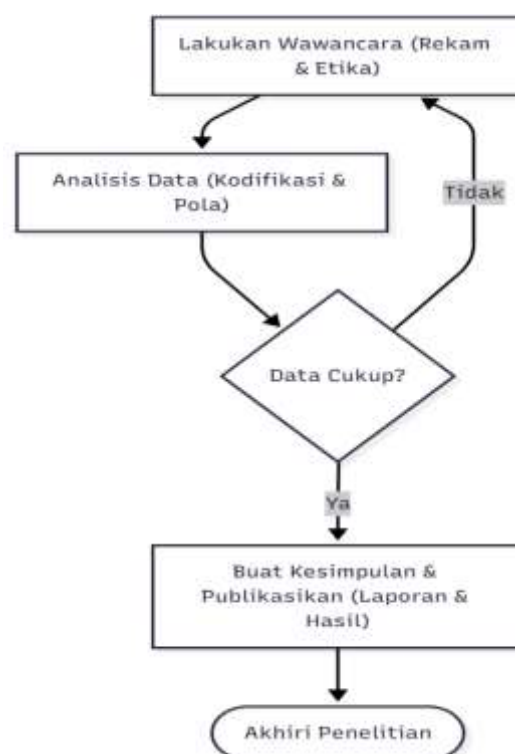 Lakukan Wawancara (Rekam
& Etika)
Analisis Data (Kodifikasi &
Pola)
Tidak
Data Cukup?
Ya
Buat Kesimpulan &
Publikasikan (Laporan &
Hasil)
Akhiri Penelitian